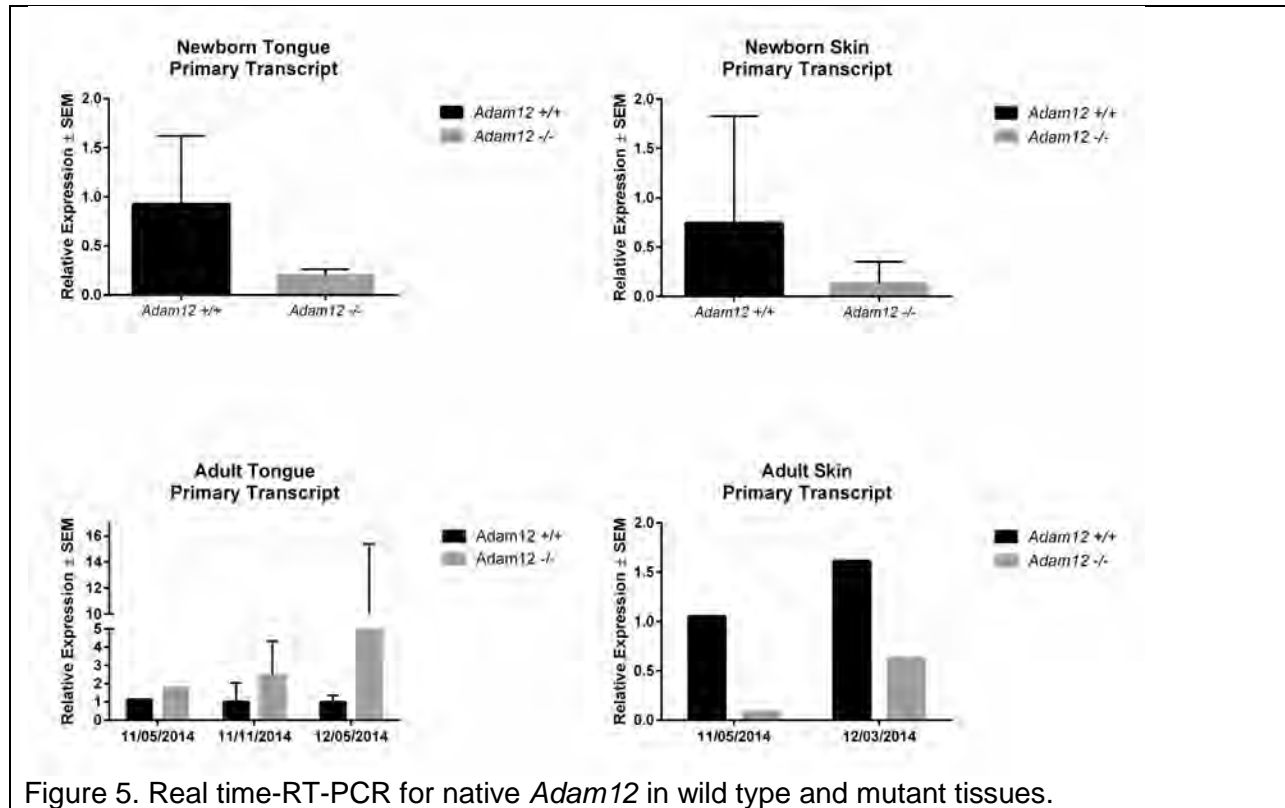 Newborn Tongue
Primary Transcript
Relative Expression ± SEM
2.0
1.5
1.0
0.5
0.0
Adam12 +/+
Adam12 -/-
Adam12 +/+
Adam12 -/-
Newborn Skin
Primary Transcript
Relative Expression ± SEM
2.0
1.5
1.0
0.5
0.0
Adam12 +/+
Adam12 -/-
Adam12 +/+
Adam12 -/-
Adult Tongue
Primary Transcript
Relative Expression ± SEM
16
14
12
10
5
4
3
2
1
0
11/05/2014 11/11/2014 12/05/2014
Adam12 +/+
Adam12 -/-
Adult Skin
Primary Transcript
Relative Expression ± SEM
2.0
1.5
1.0
0.5
0.0
11/05/2014 12/03/2014
Adam12 +/+
Adam12 -/-
Figure 5. Real time-RT-PCR for native Adam12 in wild type and mutant tissues.